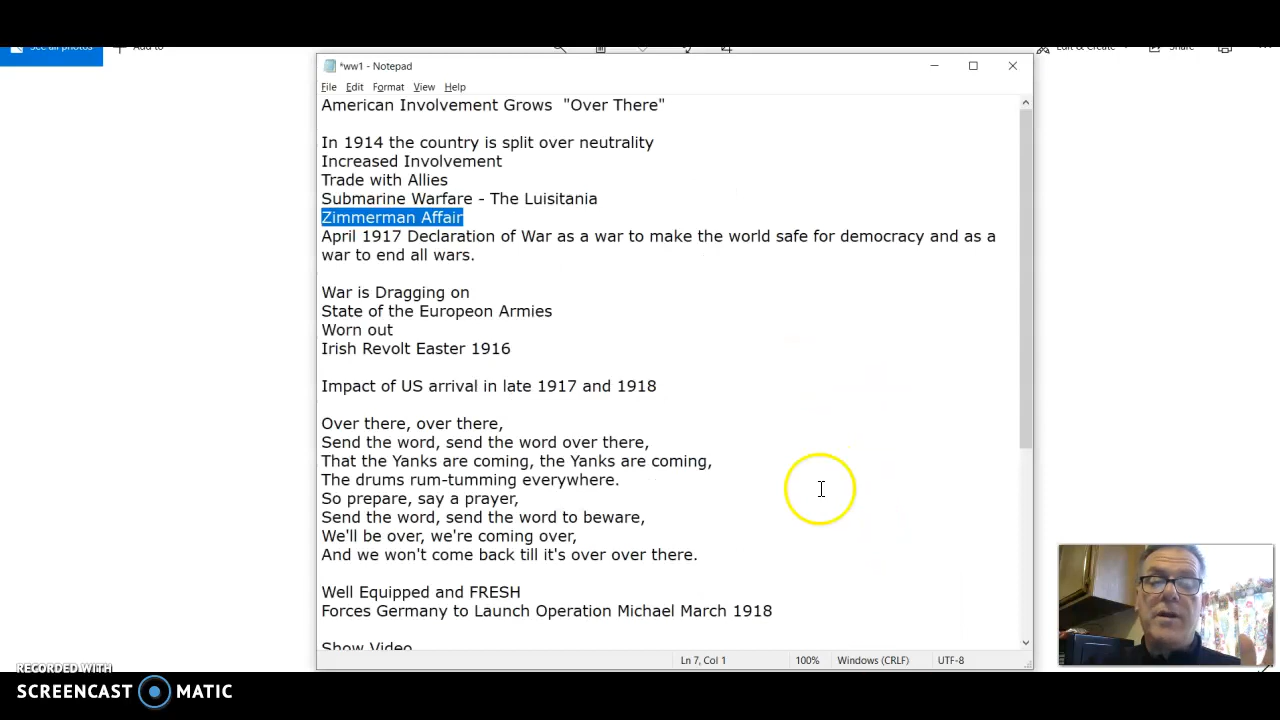 See all photos
Add to
Edit & Create
Share
*ww1 - Notepad
File Edit Format View Help
American Involvement Grows  "Over There"
In 1914 the country is split over neutrality
Increased Involvement
Trade with Allies
Submarine Warfare - The Luisitania
Zimmerman Affair
April 1917 Declaration of War as a war to make the world safe for democracy and as a
war to end all wars.
War is Dragging on
State of the Europeon Armies
Worn out
Irish Revolt Easter 1916
Impact of US arrival in late 1917 and 1918
Over there, over there,
Send the word, send the word over there,
That the Yanks are coming, the Yanks are coming,
The drums rum-tumming everywhere.
So prepare, say a prayer,
Send the word, send the word to beware,
We'll be over, we're coming over,
And we won't come back till it's over over there.
Well Equipped and FRESH
Forces Germany to Launch Operation Michael March 1918
Show Video
Ln 7, Col 1 100% Windows (CRLF) UTF-8
RECORDED WITH
SCREENCAST MATIC